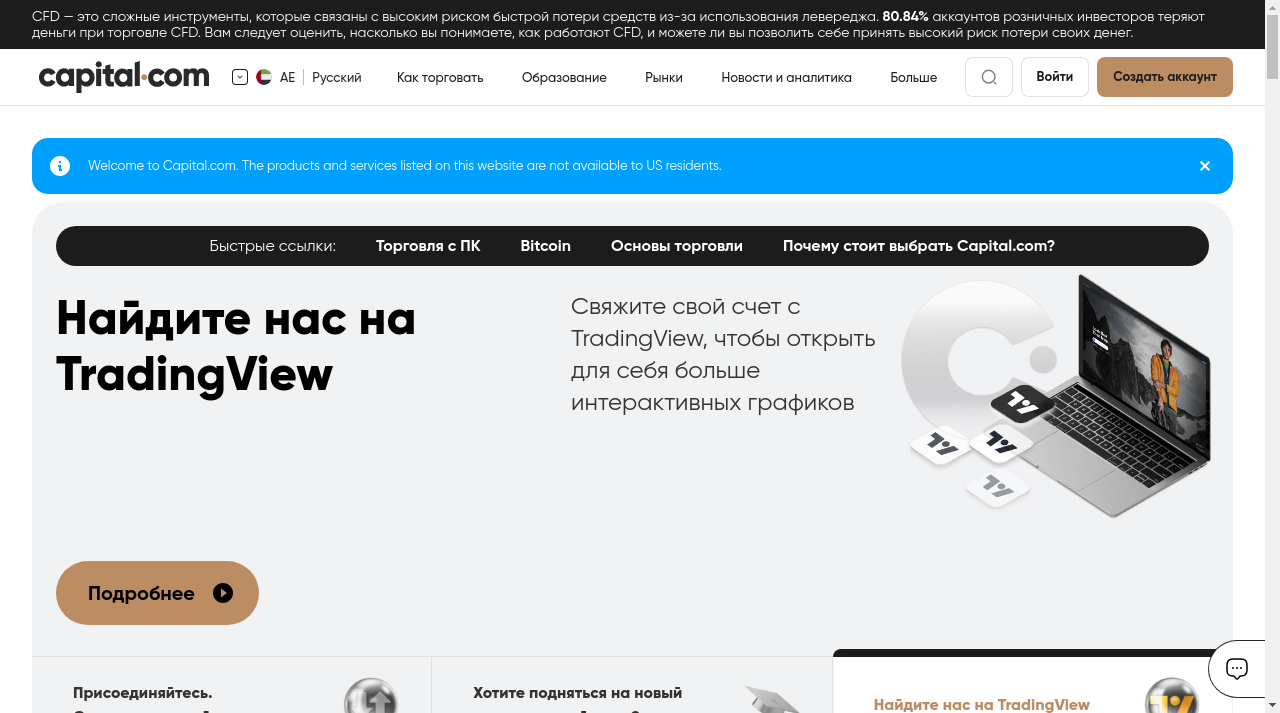 CFD — это сложные инструменты, которые связаны с высоким риском быстрой потери средств из-за использования левереджа. 80.84% аккаунтов розничных инвесторов теряют
деньги при торговле CFD. Вам следует оценить, насколько вы понимаете, как работают CFD, и можете ли вы позволить себе принять высокий риск потери своих денег.
capital.com AE Русский Как торговать Образование Рынки Новости и аналитика Больше Войти Создать аккаунт
Welcome to Capital.com. The products and services listed on this website are not available to US residents.
Быстрые ссылки: Торговля с ПК Bitcoin Основы торговли Почему стоит выбрать Capital.com?
Найдите нас на
TradingView
Свяжите свой счет с
TradingView, чтобы открыть
для себя больше
интерактивных графиков
Подробнее
Присоединяйтесь.
Хотите подняться на новый
Найдите нас на TradingView